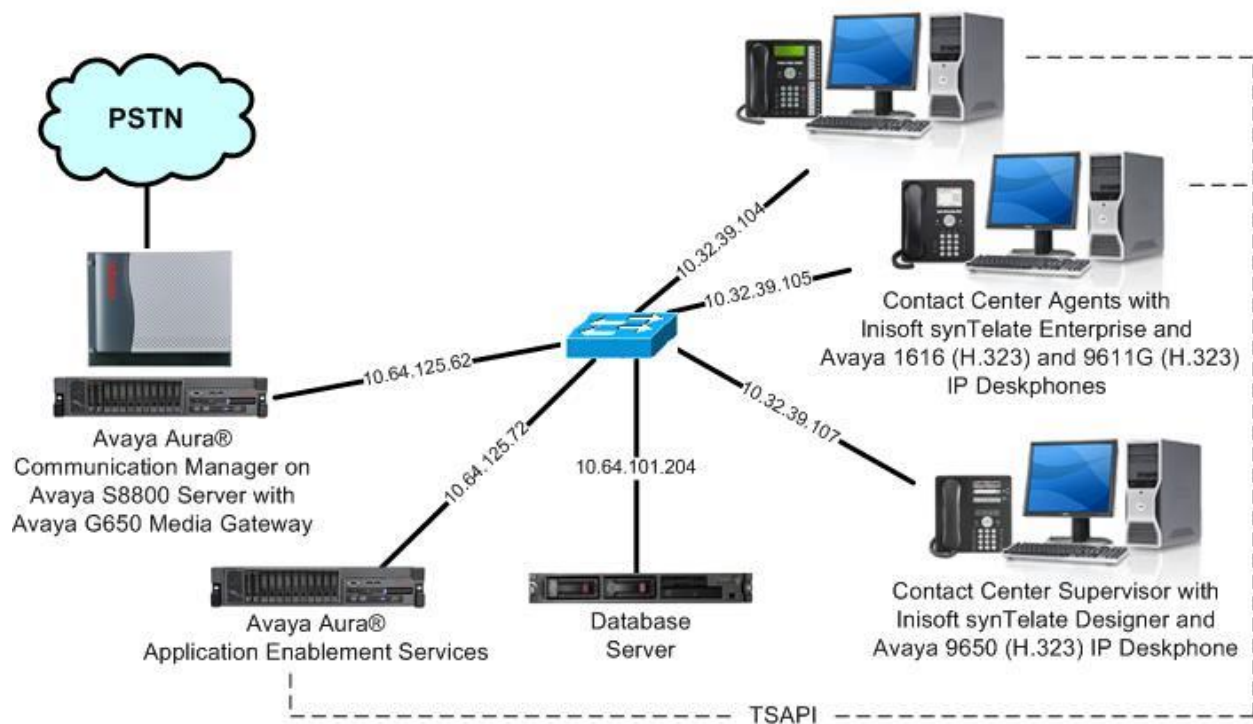 PSTN
10.32.39.104
10.32.39.105
Contact Center Agents with
Inisoft synTelate Enterprise and
Avaya 1616 (H.323) and 9611G (H.323)
IP Deskphones
10.64.125.62
10.32.39.107
Avaya Aura®
Communication Manager on
Avaya S8800 Server with
Avaya G650 Media Gateway
10.64.125.72
10.64.101.204
Avaya Aura®
Application Enablement Services
Database
Server
Contact Center Supervisor with
Inisoft synTelate Designer and
Avaya 9650 (H.323) IP Deskphone
TSAPI